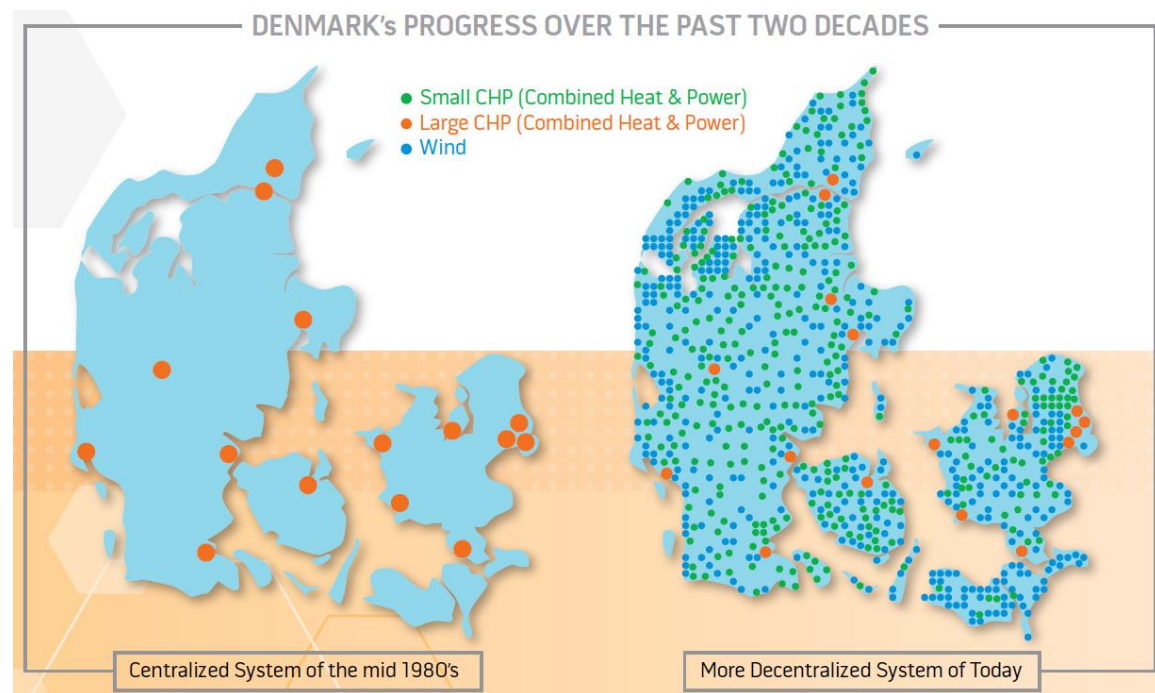 DENMARK's PROGRESS OVER THE PAST TWO DECADES
Small CHP (Combined Heat & Power)
Large CHP (Combined Heat & Power)
Wind
Centralized System of the mid 1980's
More Decentralized System of Today